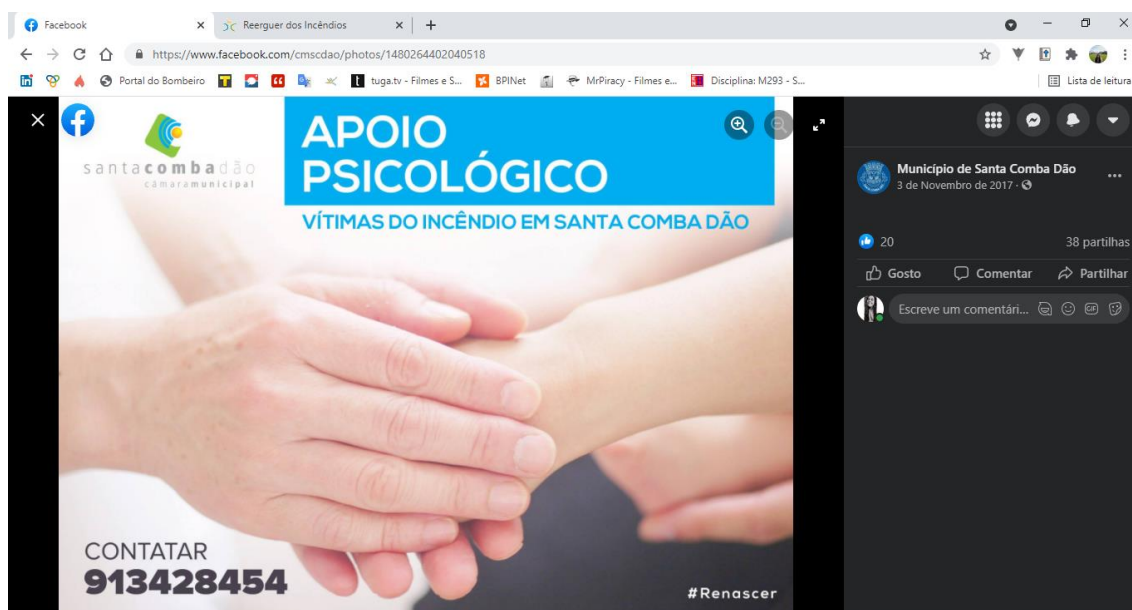 Facebook
Reerguer dos Incêndios
https://www.facebook.com/cmscdao/photos/1480264402040518
Portal do Bombeiro
tuga.tv - Filmes e S...
BPINet
MrPiracy - Filmes e...
Disciplina: M293 - S...
Lista de leitura
santacombadão
câmaramunicipal
APOIO
PSICOLÓGICO
VÍTIMAS DO INCÊNDIO EM SANTA COMBA DÃO
CONTATAR
913428454
#Renascer
Município de Santa Comba Dão
3 de Novembro de 2017
20
38 partilhas
Gosto
Comentar
Partilhar
Escreve um comentári...
GIF